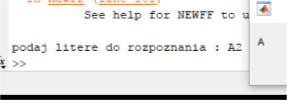 See help for NEWFF to u
podaj litere do rozpoznania : A2
>>
A